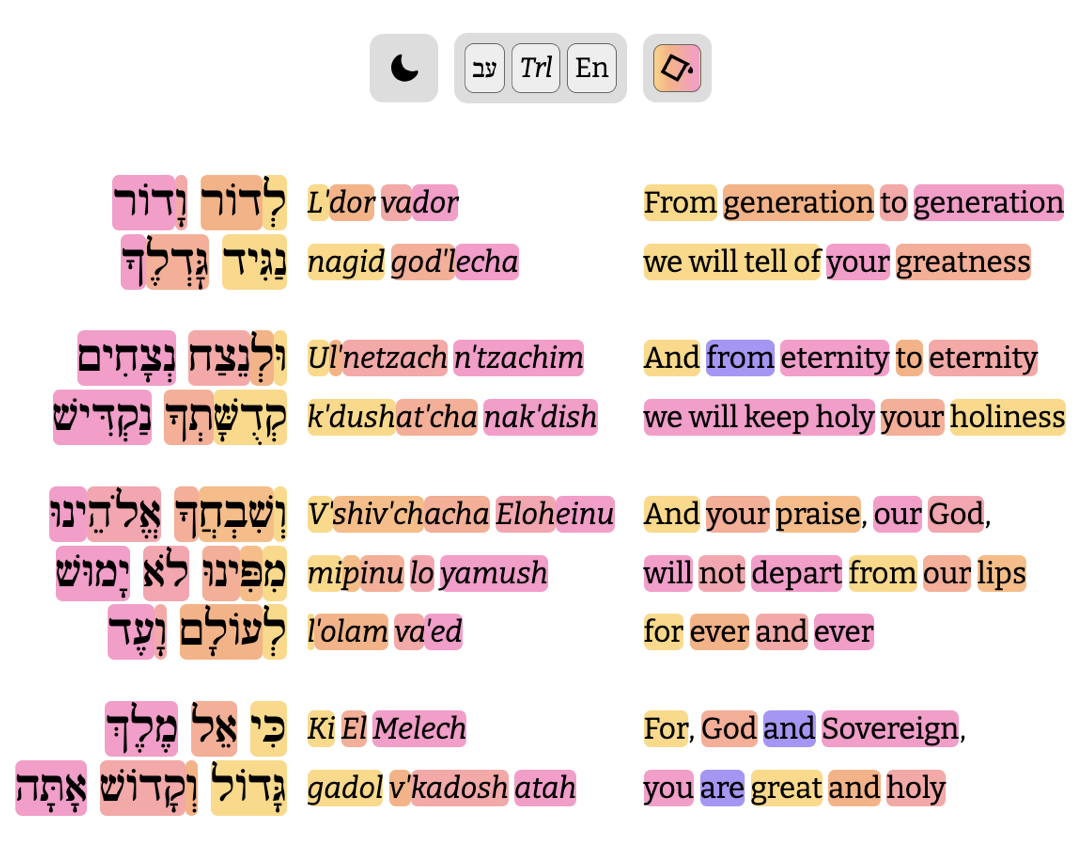 עב Trl En
לְדוֹר וָדוֹר L'dor vador From generation to generation
נַגִּיד גָּדְלֶךָ nagid god'lecha we will tell of your greatness
וּלְנֵצַח נְצָחִים Ul'netzach n'tzachim And from eternity to eternity
קְדֻשָּׁתְךָ נַקְדִּישׁ k'dushat'cha nak'dish we will keep holy your holiness
וְשִׁבְחֲךָ אֱלֹהֵינוּ V'shiv'chacha Eloheinu And your praise, our God,
מִפִּינוּ לֹא יָמוּשׁ mipinu lo yamush will not depart from our lips
לְעוֹלָם וָעֶד l'olam va'ed for ever and ever
כִּי אֵל מֶלֶךְ Ki El Melech For, God and Sovereign,
גָּדוֹל וְקָדוֹשׁ אָתָּה gadol v'kadosh atah you are great and holy